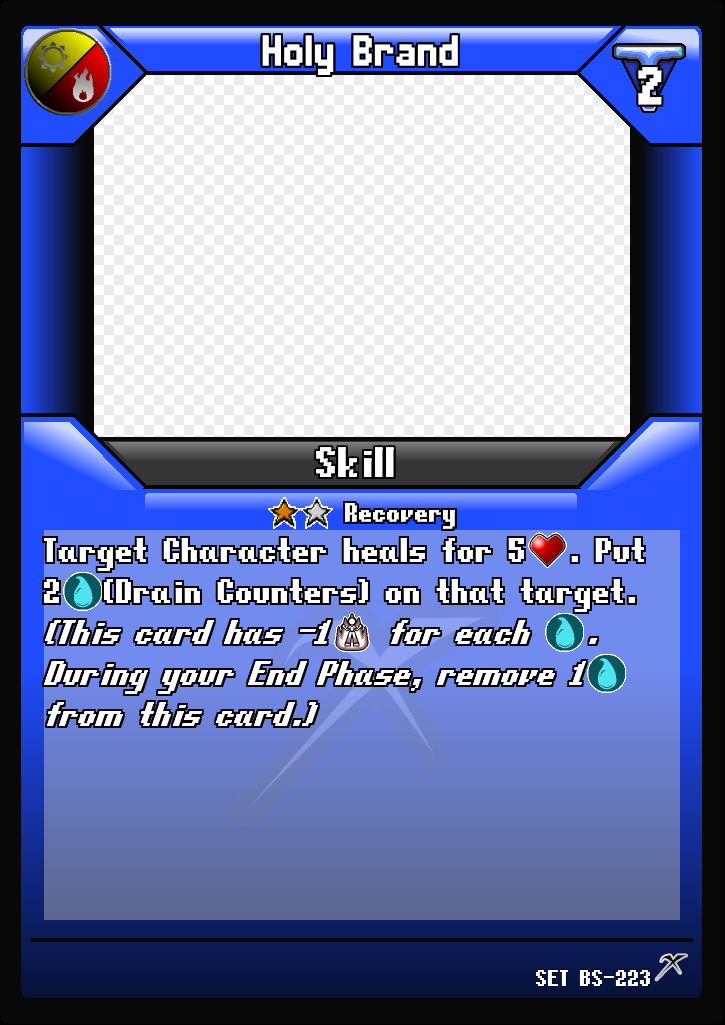 Holy Brand
2
Skill
Recovery
Target Character heals for 5. Put
2(Drain Counters) on that target.
(This card has -1 for each .
During your End Phase, remove 1
from this card.)
SET BS-223